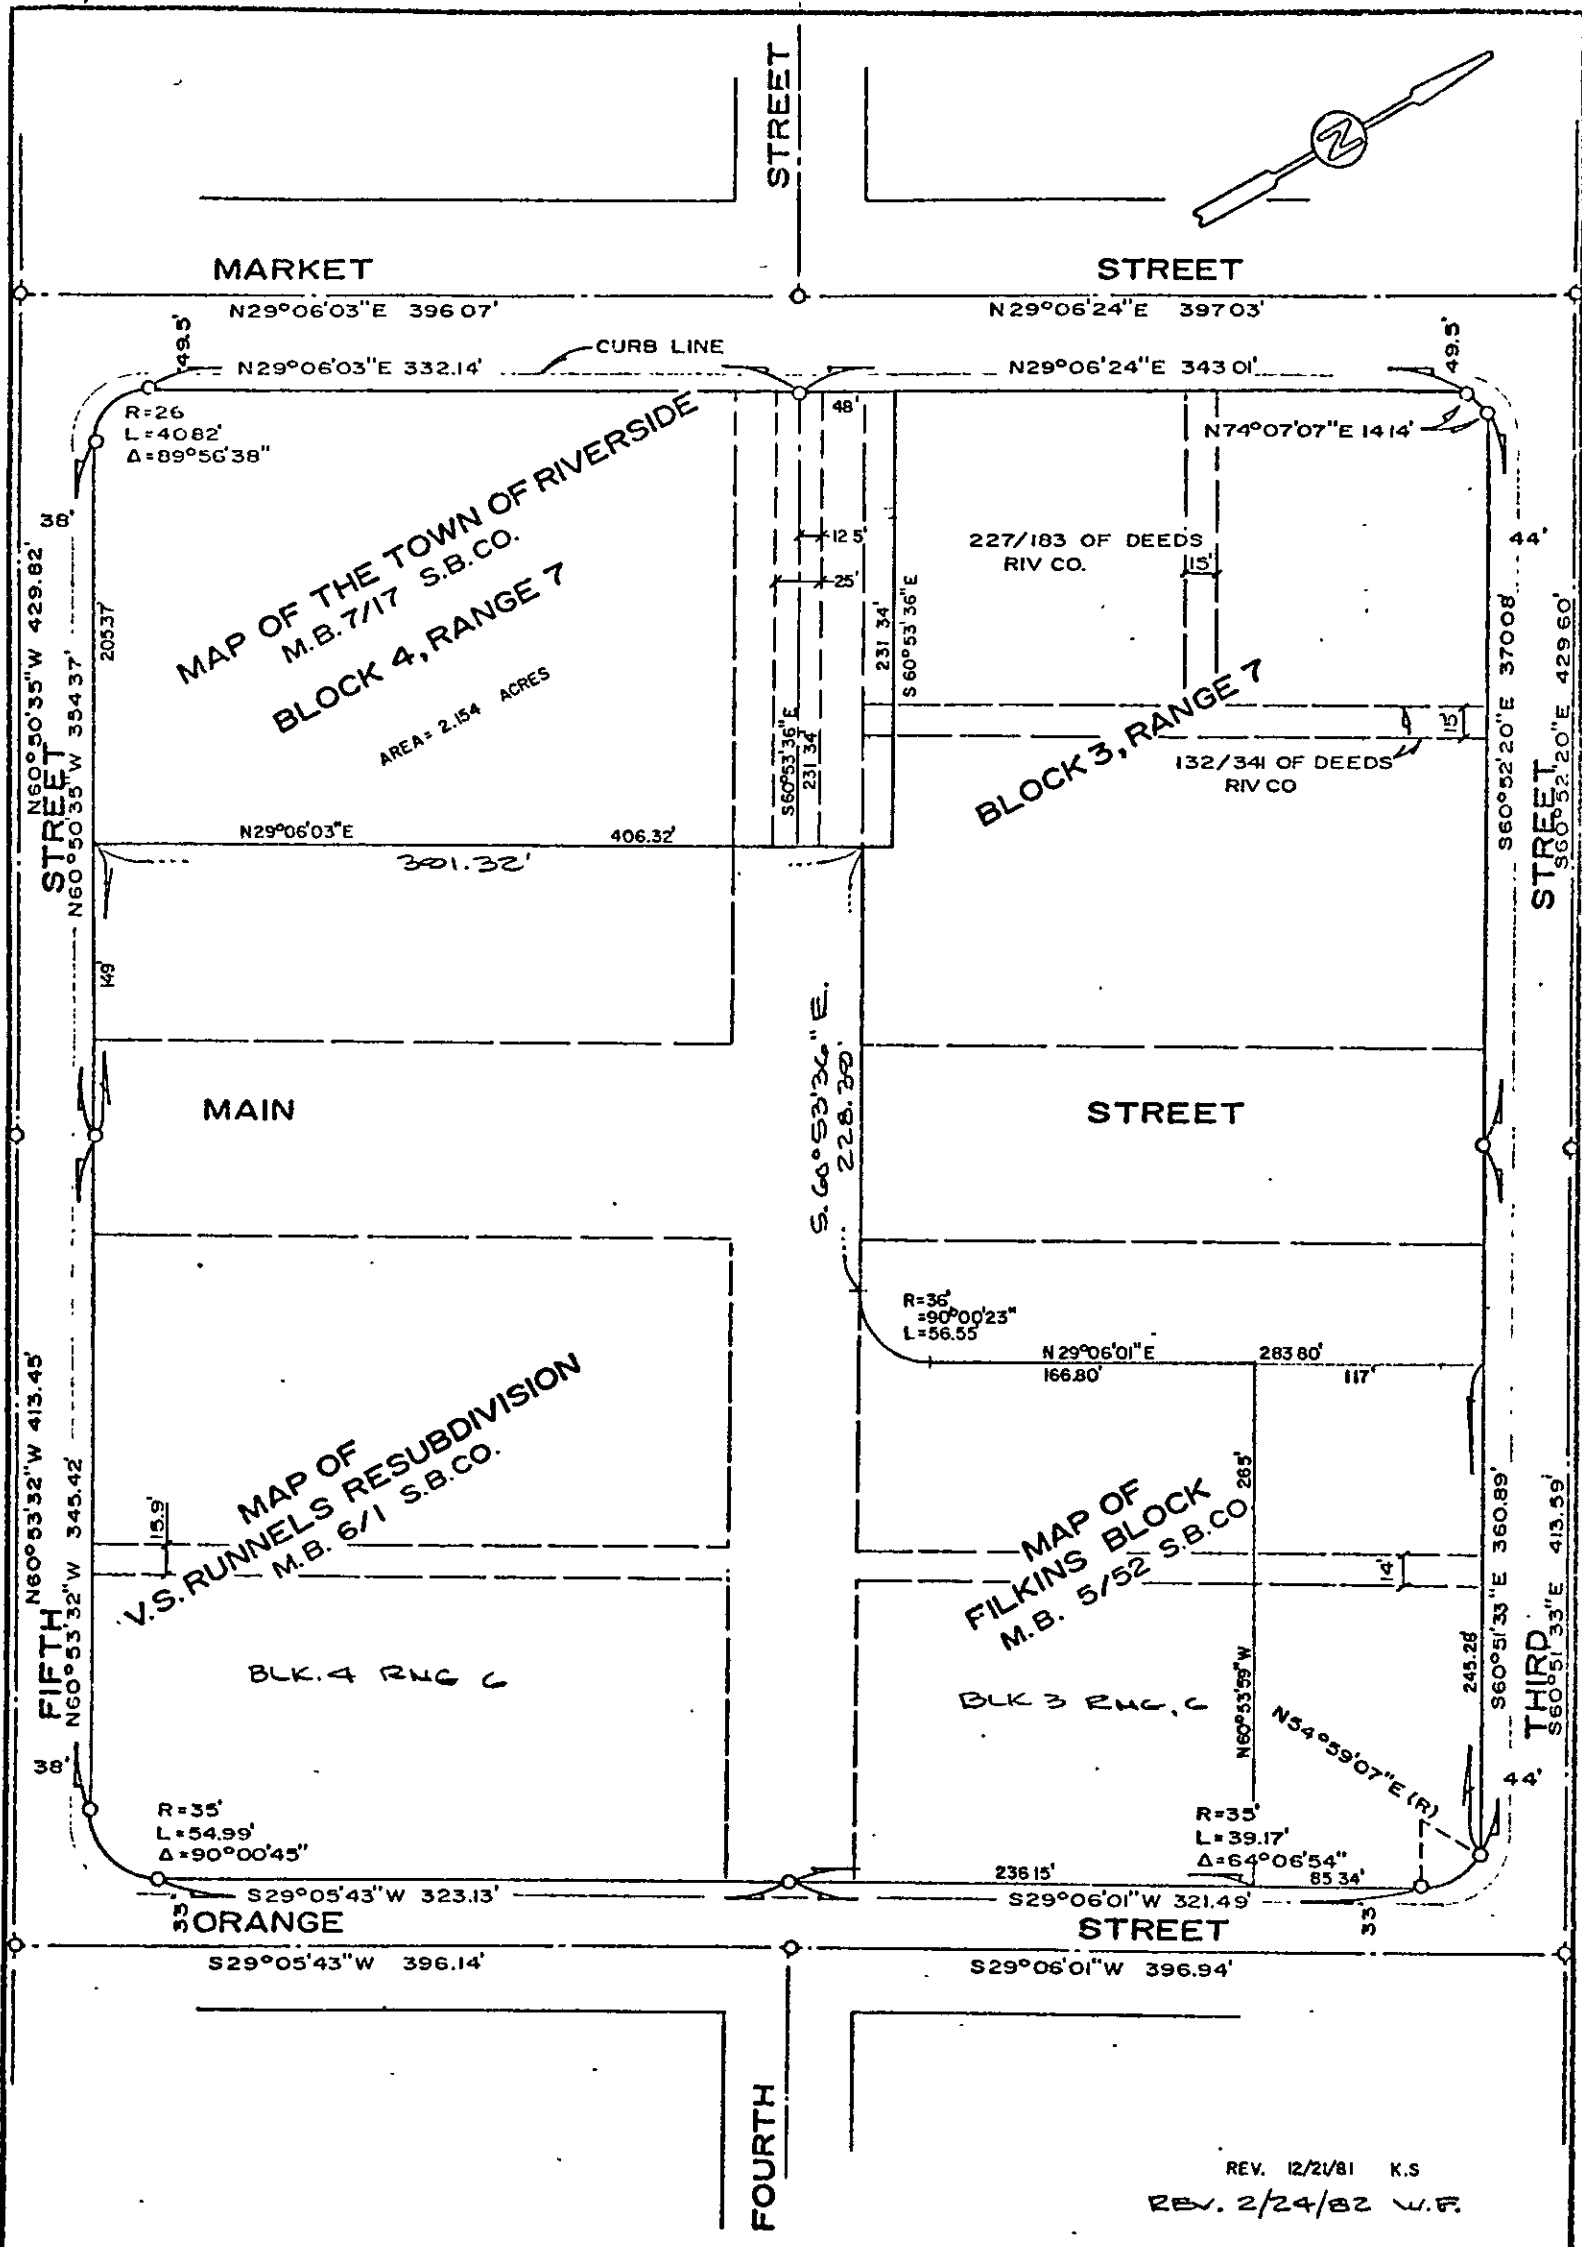 STREET
N
MARKET STREET
N29°06'03"E 396 07'
N29°06'24"E 397 03'
49.5'
CURB LINE
49.5'
N29°06'03"E 332.14'
N29°06'24"E 343 01'
R=26
L=40 82'
Δ=89°56'38"
48'
N74°07'07"E 14 14'
38'
44'
MAP OF THE TOWN OF RIVERSIDE
M.B. 7/17 S.B.CO.
BLOCK 4, RANGE 7
AREA= 2.154 ACRES
12 5'
25'
227/183 OF DEEDS
RIV CO.
15'
N60°50'35"W 429.82'
N60°50'35"W 354 37'
205 37
231 34'
S 60°53'36"E
S60°53'36"E
231 34'
BLOCK 3, RANGE 7
15'
132/341 OF DEEDS
RIV CO
S60°52'20"E 370 08'
S60°52'20"E 429 60'
STREET
STREET
N29°06'03"E 406.32'
301.32'
149'
S. 60°53'36"E.
228.30'
MAIN STREET
R=36'
=90°00'23"
L=56.55'
N 29°06'01"E 283 80'
166.80' 117'
N60°53'32"W 413.45'
N60°53'32"W 345.42'
15.9'
MAP OF
V.S. RUNNELS RESUBDIVISION
M.B. 6/1 S.B.CO.
BLK. 4 RNG 6
MAP OF
FILKINS BLOCK
M.B. 5/52 S.B.CO
265'
N60°53'59"W
14'
BLK 3 RNG. 6
245.28'
S60°51'33"E 360.89'
S60°51'33"E 413.59'
FIFTH
THIRD
N54°59'07"E (R)
38'
44'
R=35'
L=54.99'
Δ=90°00'45"
R=35'
L=39.17'
Δ=64°06'54"
236 15'
85 34'
S29°05'43"W 323.13'
S29°06'01"W 321.49'
33'
33'
ORANGE STREET
S29°05'43"W 396.14'
S29°06'01"W 396.94'
FOURTH
REV. 12/21/81 K.S
REV. 2/24/82 W.F.